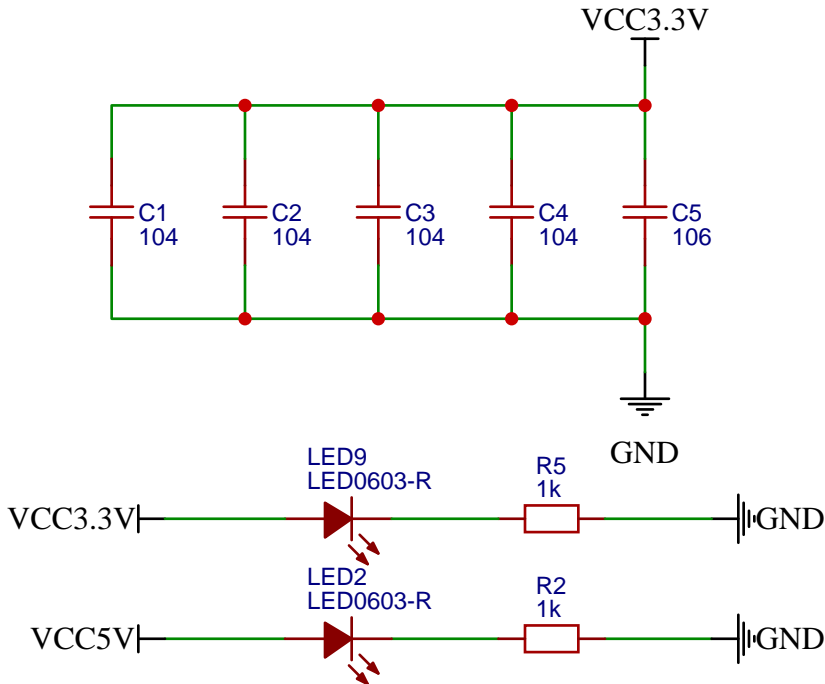 VCC3.3V
C1
104
C2
104
C3
104
C4
104
C5
106
GND
LED9
LED0603-R
R5
1k
VCC3.3V
GND
LED2
LED0603-R
R2
1k
VCC5V
GND